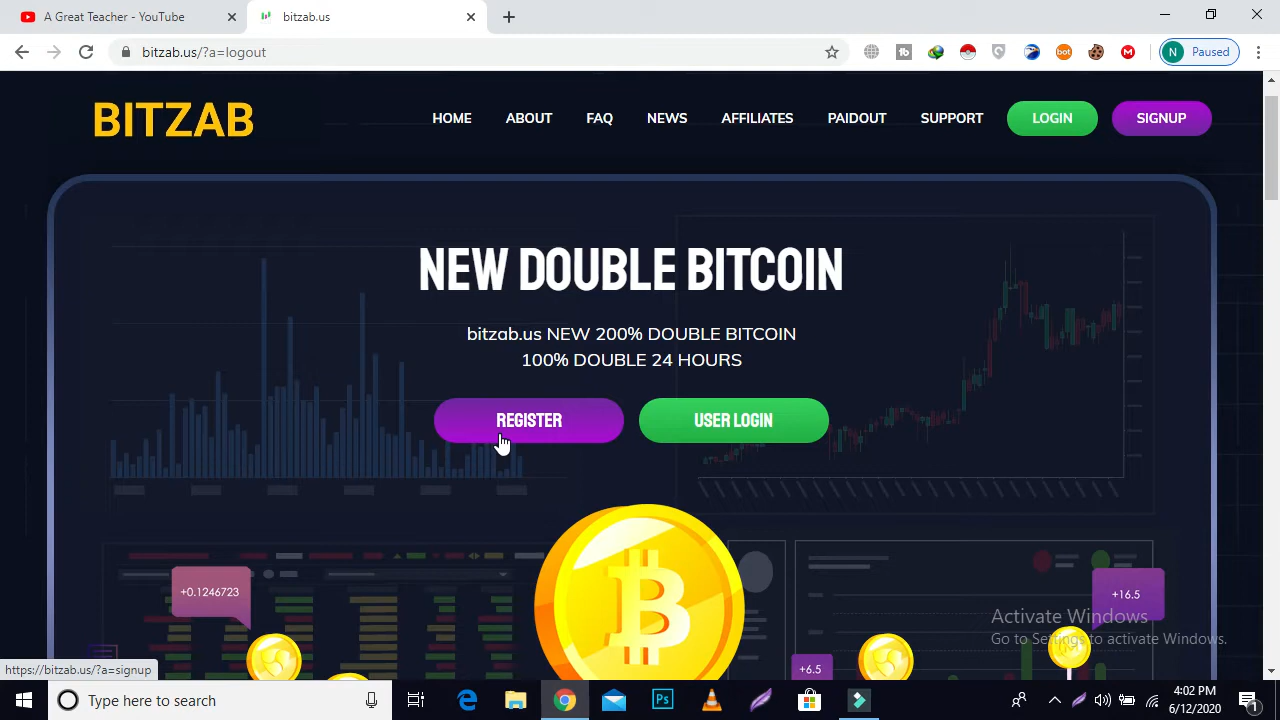 A Great Teacher - YouTube
bitzab.us
bitzab.us/?a=logout
N Paused
BITZAB
HOME
ABOUT
FAQ
NEWS
AFFILIATES
PAIDOUT
SUPPORT
LOGIN
SIGNUP
NEW DOUBLE BITCOIN
bitzab.us NEW 200% DOUBLE BITCOIN
100% DOUBLE 24 HOURS
REGISTER
USER LOGIN
+0.1246723
+16.5
+6.5
Activate Windows
Go to Settings to activate Windows.
https://bitzab.us/?a=signup
Type here to search
4:02 PM
6/12/2020